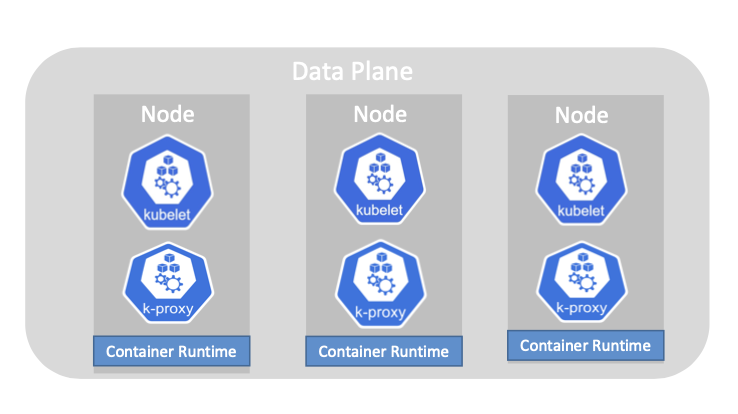 Data Plane
Node
kubelet
k-proxy
Container Runtime
Node
kubelet
k-proxy
Container Runtime
Node
kubelet
k-proxy
Container Runtime